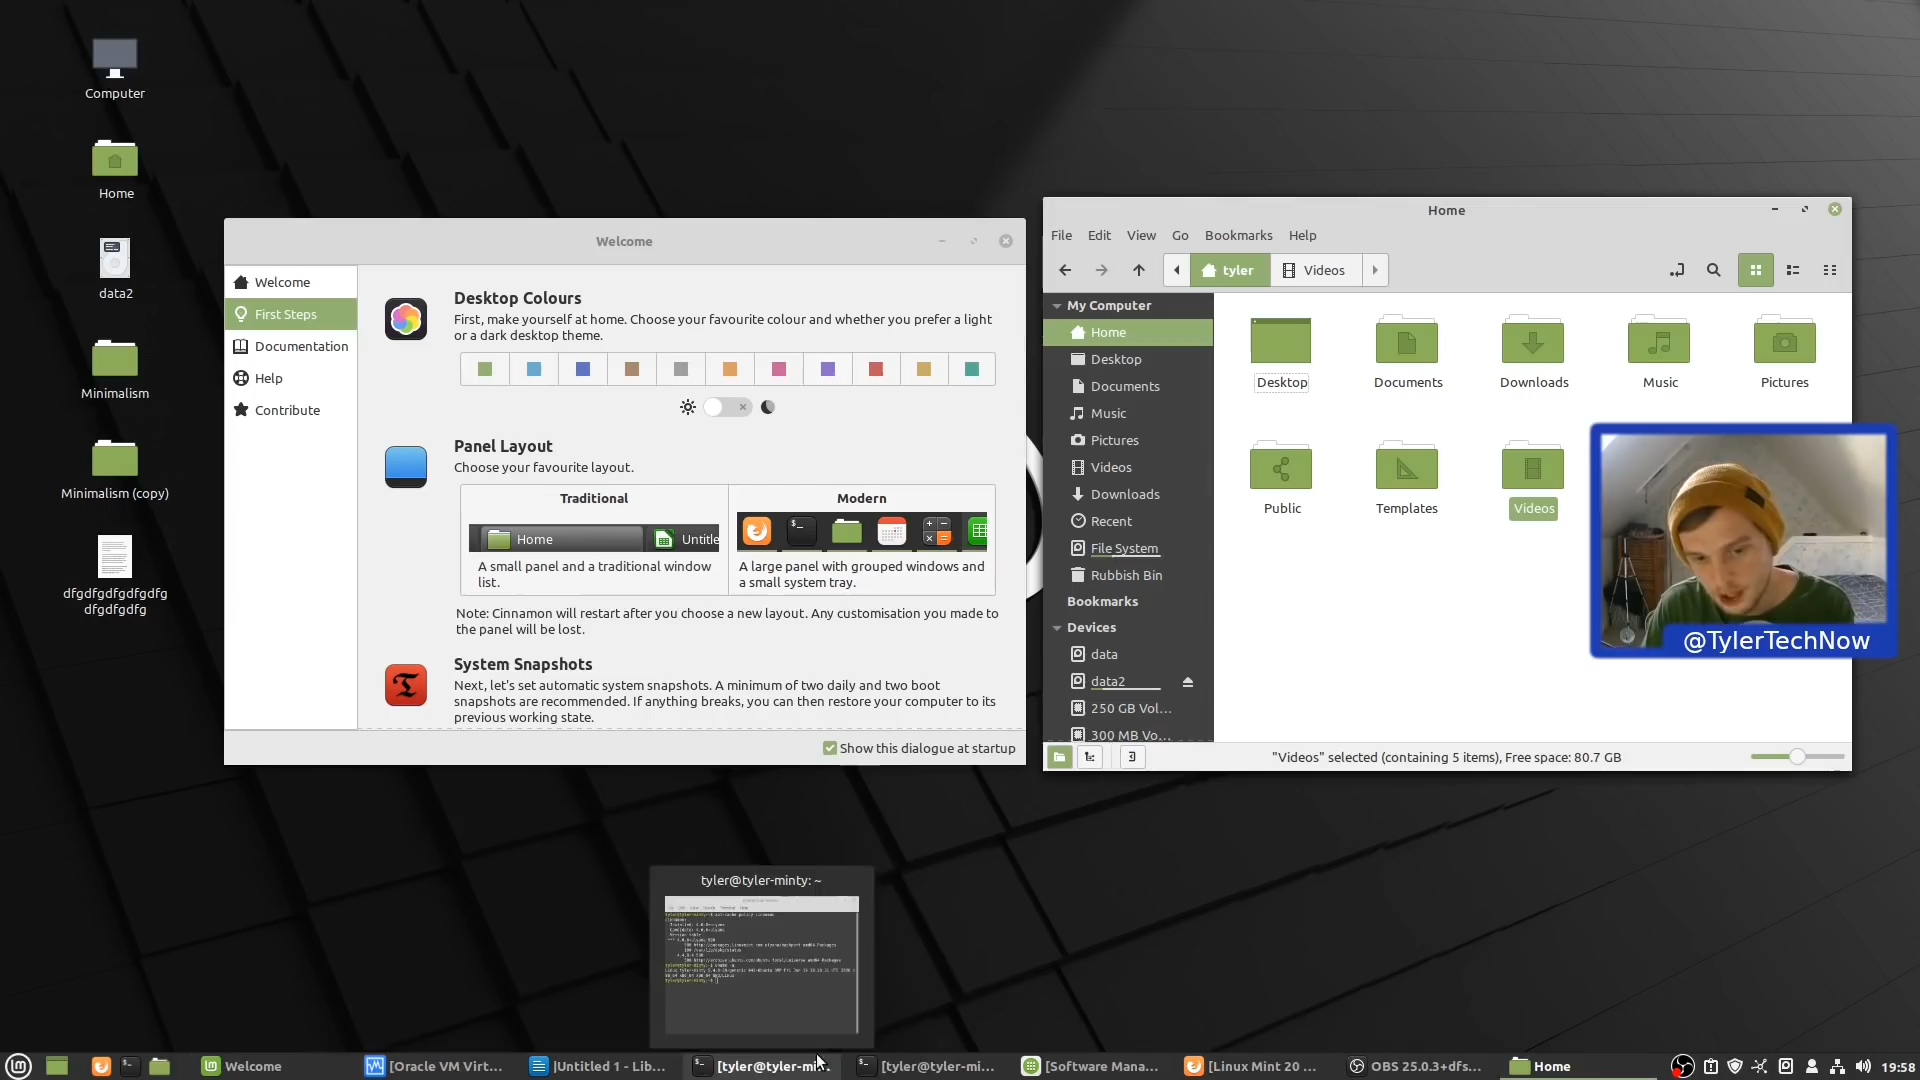 Computer
Home
data2
Minimalism
Minimalism (copy)
dfgdfgdfgdfgdfg
dfgdfgdfg
Welcome
Welcome
First Steps
Documentation
Help
Contribute
Desktop Colours
First, make yourself at home. Choose your favourite colour and whether you prefer a light
or a dark desktop theme.
Panel Layout
Choose your favourite layout.
Traditional
Modern
Home
Untitle
A small panel and a traditional window
list.
A large panel with grouped windows and
a small system tray.
Note: Cinnamon will restart after you choose a new layout. Any customisation you made to
the panel will be lost.
System Snapshots
Next, let's set automatic system snapshots. A minimum of two daily and two boot
snapshots are recommended. If anything breaks, you can then restore your computer to its
previous working state.
Show this dialogue at startup
Home
File Edit View Go Bookmarks Help
tyler
Videos
My Computer
Home
Desktop
Documents
Music
Pictures
Videos
Downloads
Recent
File System
Rubbish Bin
Bookmarks
Devices
data
data2
250 GB Vol...
300 MB Vo...
Desktop
Documents
Downloads
Music
Pictures
Public
Templates
Videos
"Videos" selected (containing 5 items), Free space: 80.7 GB
@TylerTechNow
tyler@tyler-minty: ~
Welcome
[Oracle VM Virt...
[Untitled 1 - Lib...
[tyler@tyler-mi...
[tyler@tyler-mi...
[Software Mana...
[Linux Mint 20 ...
OBS 25.0.3+dfs...
Home
19:58